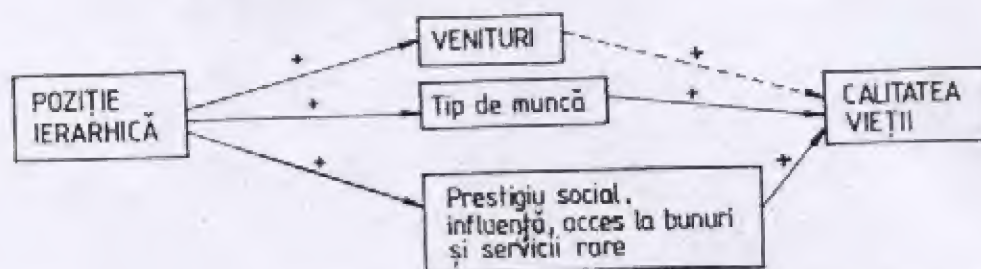 VENITURI
POZIȚIE
IERARHICĂ
Tip de muncă
CALITATEA
VIEȚII
Prestigiu social,
influență, acces la bunuri
și servicii rare
+
+
+
+
+
+